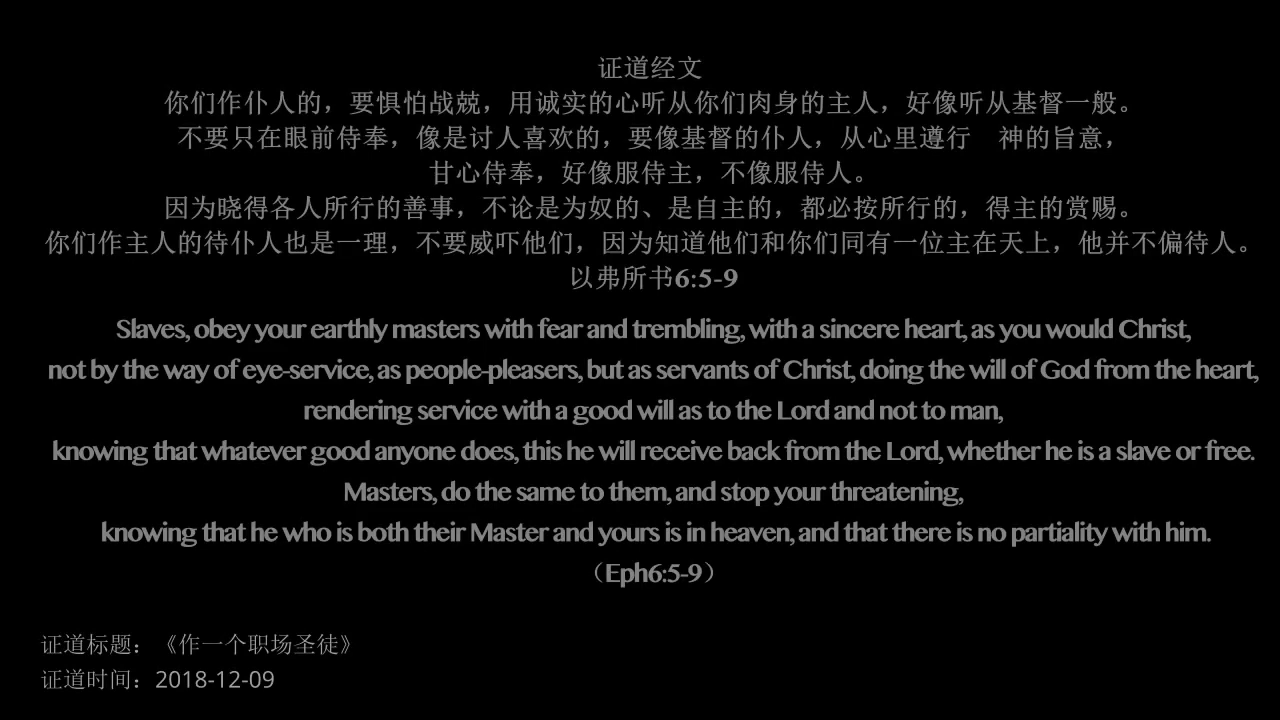 证道经文
你们作仆人的，要惧怕战兢，用诚实的心听从你们肉身的主人，好像听从基督一般。
不要只在眼前侍奉，像是讨人喜欢的，要像基督的仆人，从心里遵行　神的旨意，
甘心侍奉，好像服侍主，不像服侍人。
因为晓得各人所行的善事，不论是为奴的、是自主的，都必按所行的，得主的赏赐。
你们作主人的待仆人也是一理，不要威吓他们，因为知道他们和你们同有一位主在天上，他并不偏待人。
以弗所书6:5-9
Slaves, obey your earthly masters with fear and trembling, with a sincere heart, as you would Christ,
not by the way of eye-service, as people-pleasers, but as servants of Christ, doing the will of God from the heart,
rendering service with a good will as to the Lord and not to man,
knowing that whatever good anyone does, this he will receive back from the Lord, whether he is a slave or free.
Masters, do the same to them, and stop your threatening,
knowing that he who is both their Master and yours is in heaven, and that there is no partiality with him.
（Eph6:5-9）
证道标题：《作一个职场圣徒》
证道时间：2018-12-09